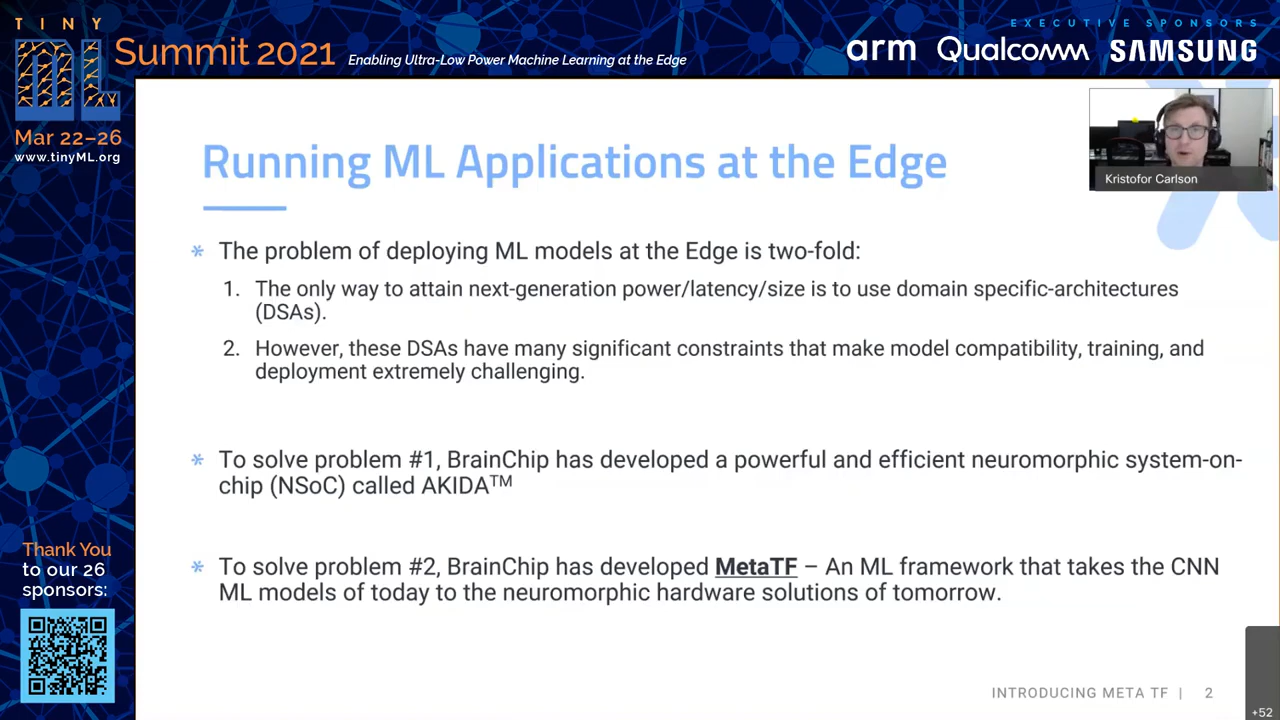 TINY
ML
Summit 2021
Enabling Ultra-Low Power Machine Learning at the Edge
EXECUTIVE SPONSORS
arm Qualcomm SAMSUNG
Mar 22–26
www.tinyML.org
Kristofor Carlson
Running ML Applications at the Edge
* The problem of deploying ML models at the Edge is two-fold:
1. The only way to attain next-generation power/latency/size is to use domain specific-architectures
(DSAs).
2. However, these DSAs have many significant constraints that make model compatibility, training, and
deployment extremely challenging.
* To solve problem #1, BrainChip has developed a powerful and efficient neuromorphic system-on-
chip (NSoC) called AKIDA™
* To solve problem #2, BrainChip has developed MetaTF – An ML framework that takes the CNN
ML models of today to the neuromorphic hardware solutions of tomorrow.
Thank You
to our 26
sponsors:
INTRODUCING META TF | 2
+52